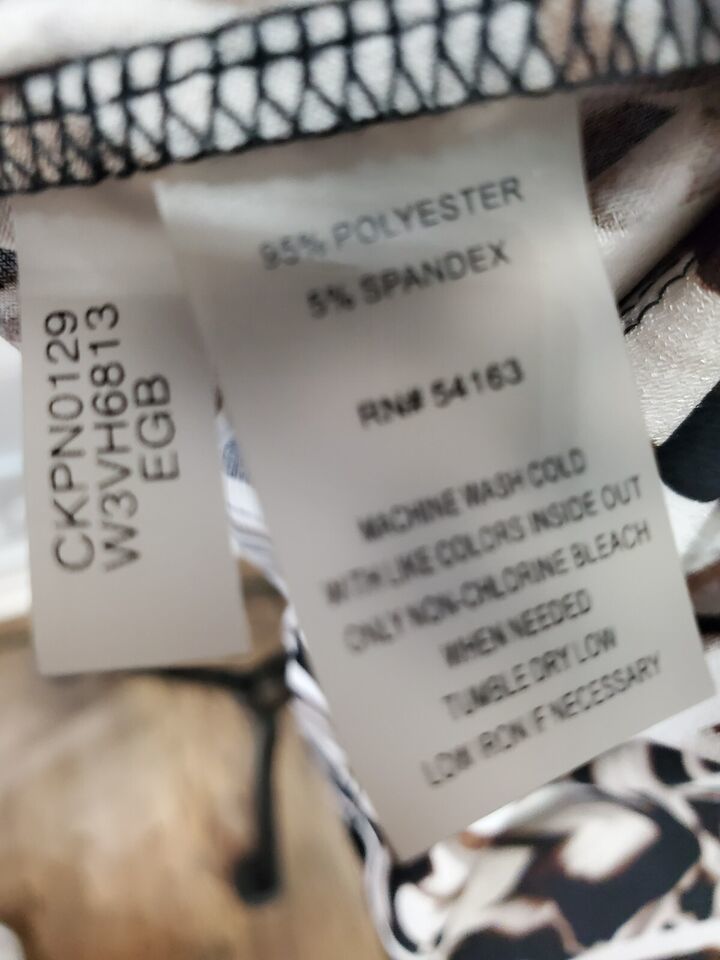 CKPN0129
W3VH6813
EGB
95% POLYESTER
5% SPANDEX
RN# 54163
MACHINE WASH COLD
WITH LIKE COLORS INSIDE OUT
ONLY NON-CHLORINE BLEACH
WHEN NEEDED
TUMBLE DRY LOW
LOW IRON IF NECESSARY